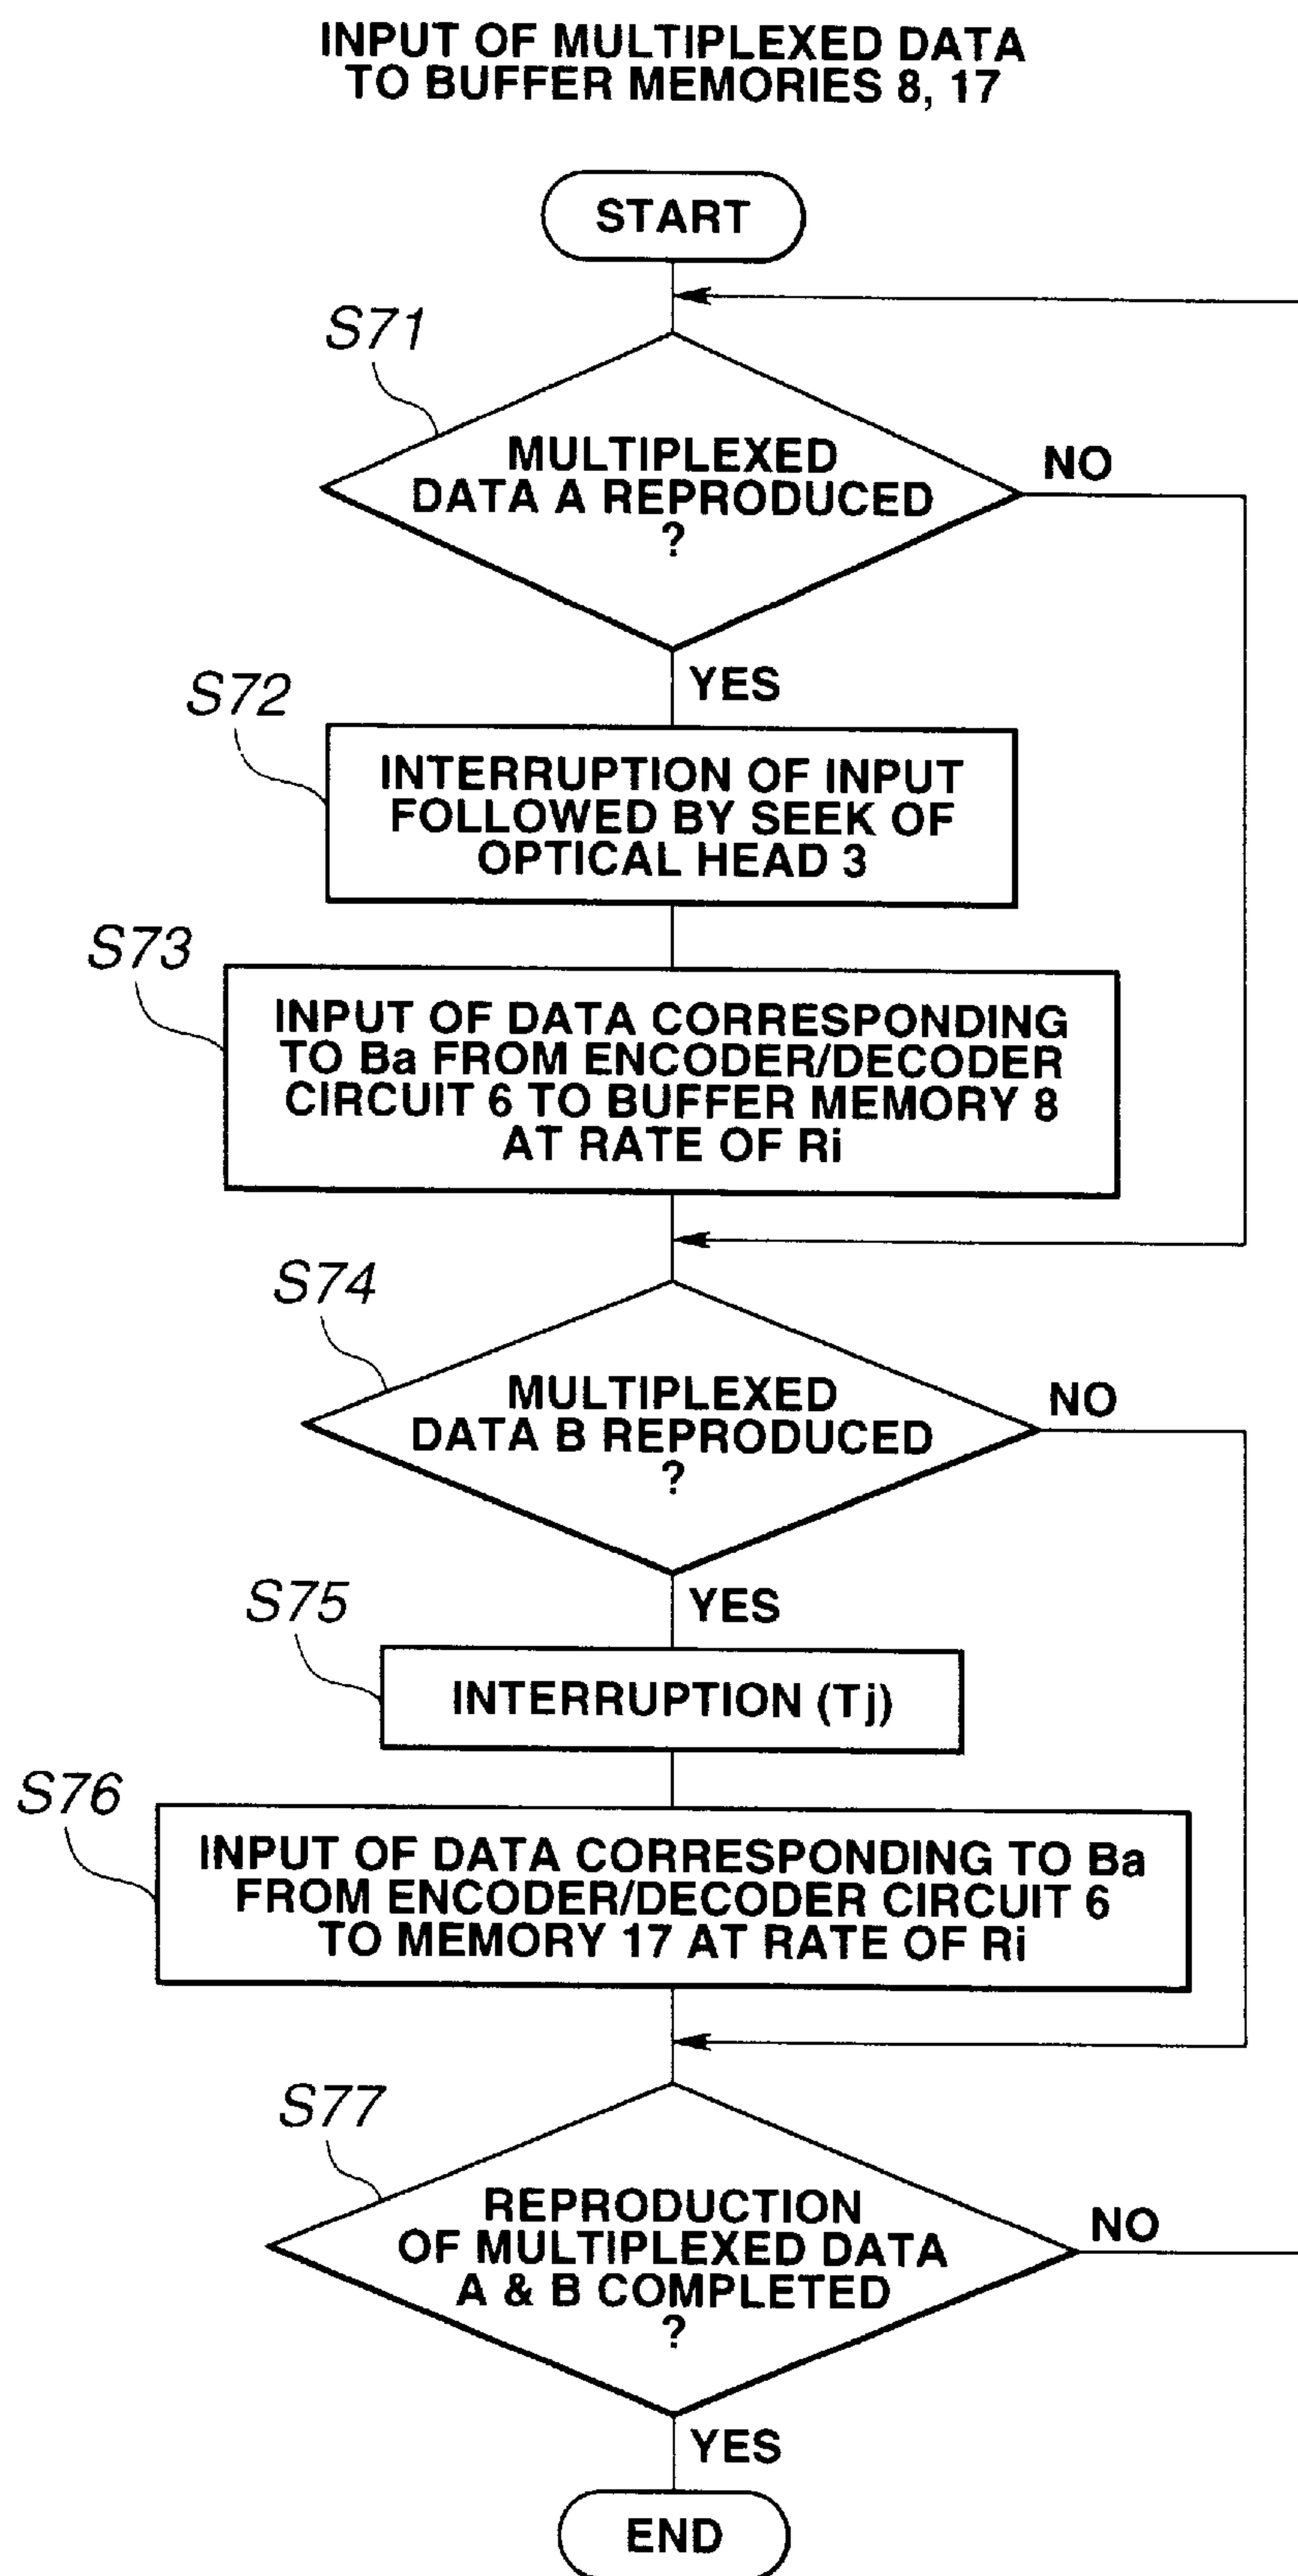 INPUT OF MULTIPLEXED DATA
TO BUFFER MEMORIES 8, 17
START
S71
MULTIPLEXED
DATA A REPRODUCED
?
NO
YES
S72
INTERRUPTION OF INPUT
FOLLOWED BY SEEK OF
OPTICAL HEAD 3
S73
INPUT OF DATA CORRESPONDING
TO Ba FROM ENCODER/DECODER
CIRCUIT 6 TO BUFFER MEMORY 8
AT RATE OF Ri
S74
MULTIPLEXED
DATA B REPRODUCED
?
NO
YES
S75
INTERRUPTION (Tj)
S76
INPUT OF DATA CORRESPONDING TO Ba
FROM ENCODER/DECODER CIRCUIT 6
TO MEMORY 17 AT RATE OF Ri
S77
REPRODUCTION
OF MULTIPLEXED DATA
A & B COMPLETED
?
NO
YES
END